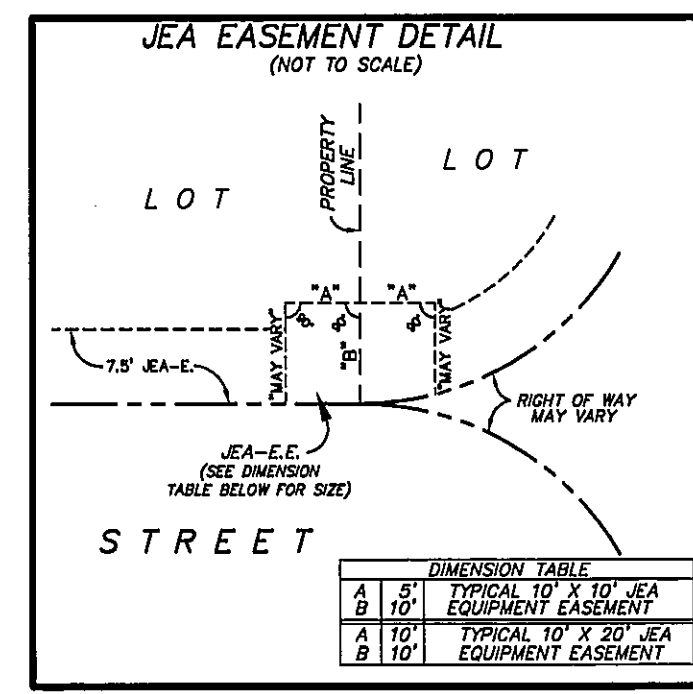 JEA EASEMENT DETAIL
(NOT TO SCALE)
LOT
PROPERTY
LINE
LOT
"A"
"A"
90°
90°
90°
"MAY VARY"
"B"
"MAY VARY"
7.5' JEA-E.
RIGHT OF WAY
MAY VARY
JEA-E.E.
(SEE DIMENSION
TABLE BELOW FOR SIZE)
STREET
DIMENSION TABLE
A 5' TYPICAL 10' X 10' JEA
B 10' EQUIPMENT EASEMENT
A 10' TYPICAL 10' X 20' JEA
B 10' EQUIPMENT EASEMENT